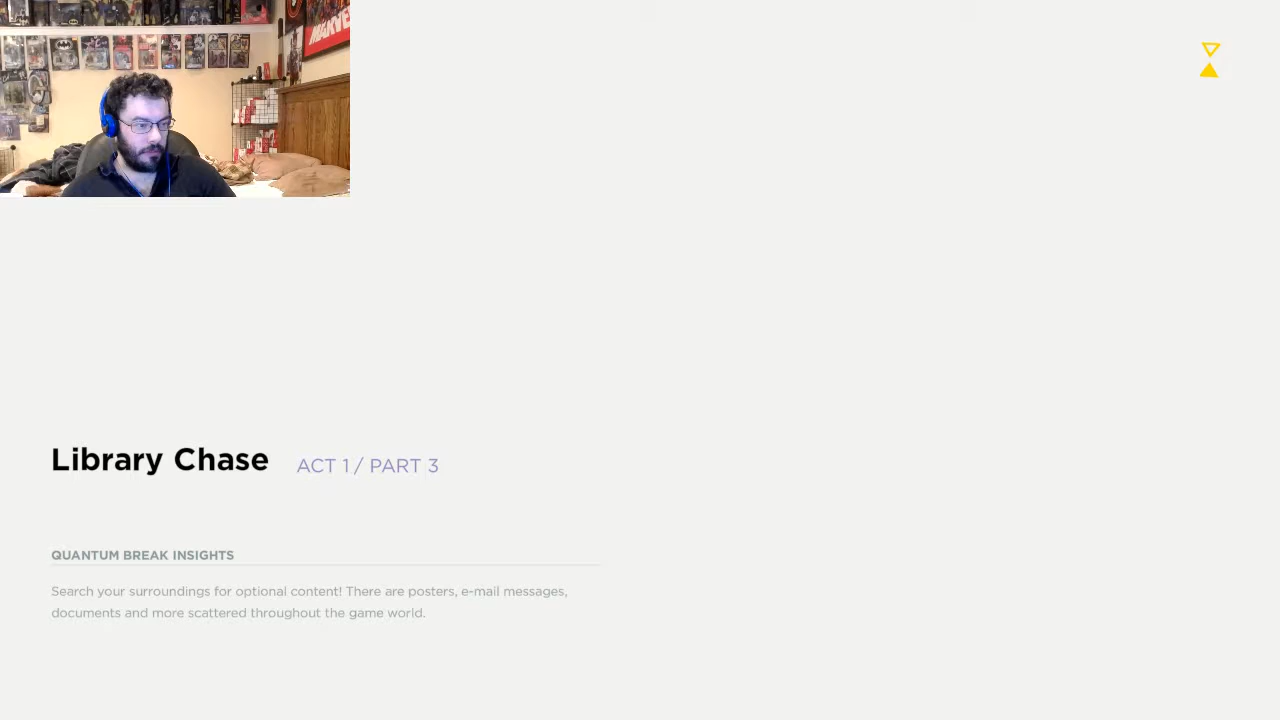 MARVEL
Library Chase ACT 1 / PART 3
QUANTUM BREAK INSIGHTS
Search your surroundings for optional content! There are posters, e-mail messages,
documents and more scattered throughout the game world.